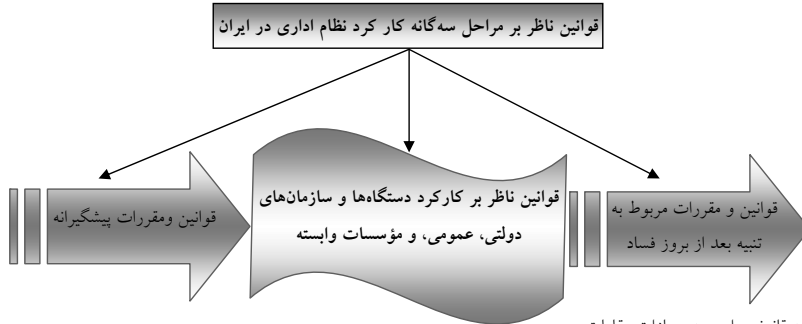 قوانین ناظر بر مراحل سه‌گانه کار کرد نظام اداری در ایران
قوانین و مقررات مربوط به
تنبیه بعد از بروز فساد
قوانین ناظر بر کارکرد دستگاه‌ها و سازمان‌های
دولتی، عمومی، و مؤسسات وابسته
قوانین ومقررات پیشگیرانه